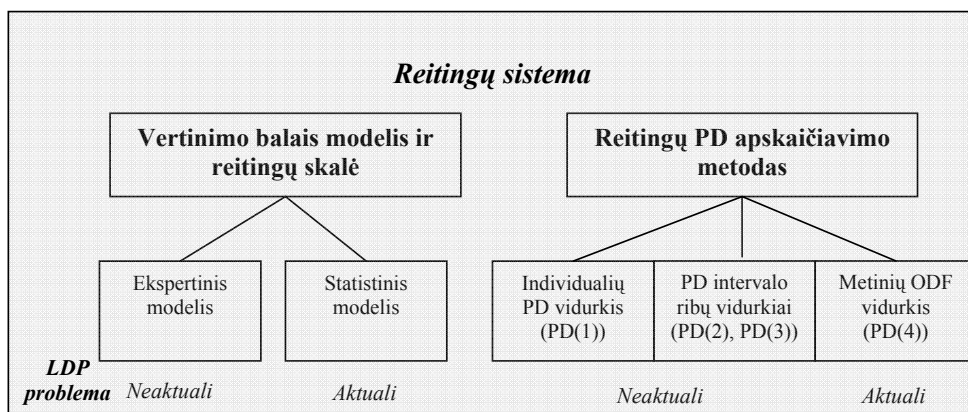 Reitingų sistema
Vertinimo balais modelis ir
reitingų skalė
Reitingų PD apskaičiavimo
metodas
Ekspertinis
modelis
Statistinis
modelis
Individualių
PD vidurkis
(PD(1))
PD intervalo
ribų vidurkiai
(PD(2), PD(3))
Metinių ODF
vidurkis
(PD(4))
LDP
problema
Neaktuali
Aktuali
Neaktuali
Aktuali